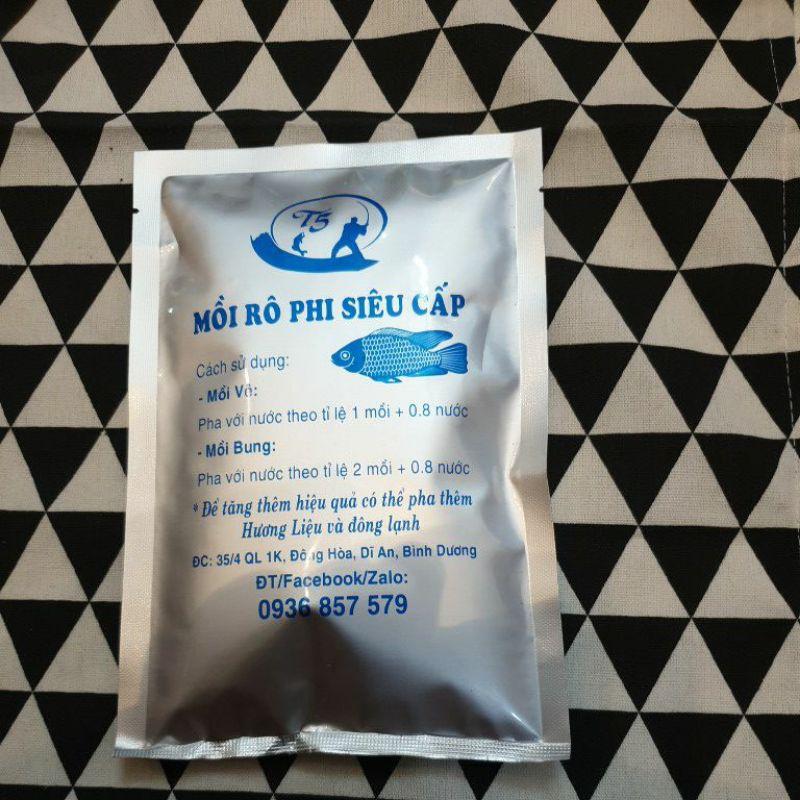 T5
MỒI RÔ PHI SIÊU CẤP
Cách sử dụng:
- Mồi Vê:
Pha với nước theo tỉ lệ 1 mồi + 0.8 nước
- Mồi Bung:
Pha với nước theo tỉ lệ 2 mồi + 0.8 nước
* Để tăng thêm hiệu quả có thể pha thêm
Hương Liệu và đông lạnh
ĐC: 35/4 QL 1K, Đông Hòa, Dĩ An, Bình Dương
ĐT/Facebook/Zalo:
0936 857 579